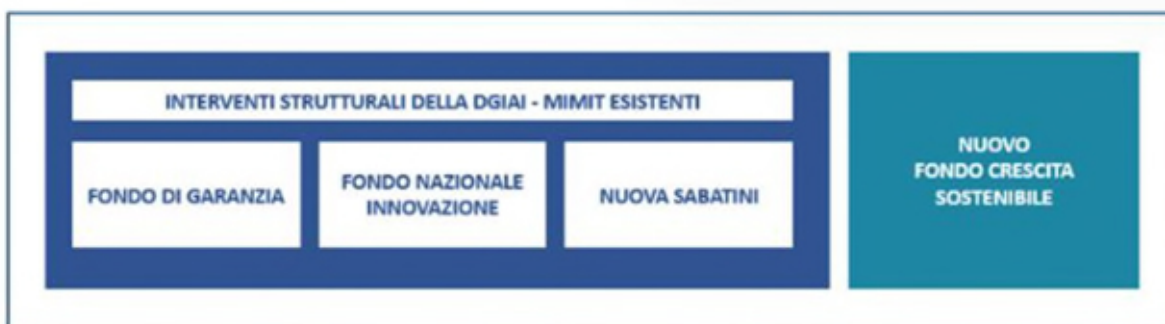 INTERVENTI STRUTTURALI DELLA DGIAI - MIMIT ESISTENTI
FONDO DI GARANZIA
FONDO NAZIONALE
INNOVAZIONE
NUOVA SABATINI
NUOVO
FONDO CRESCITA
SOSTENIBILE